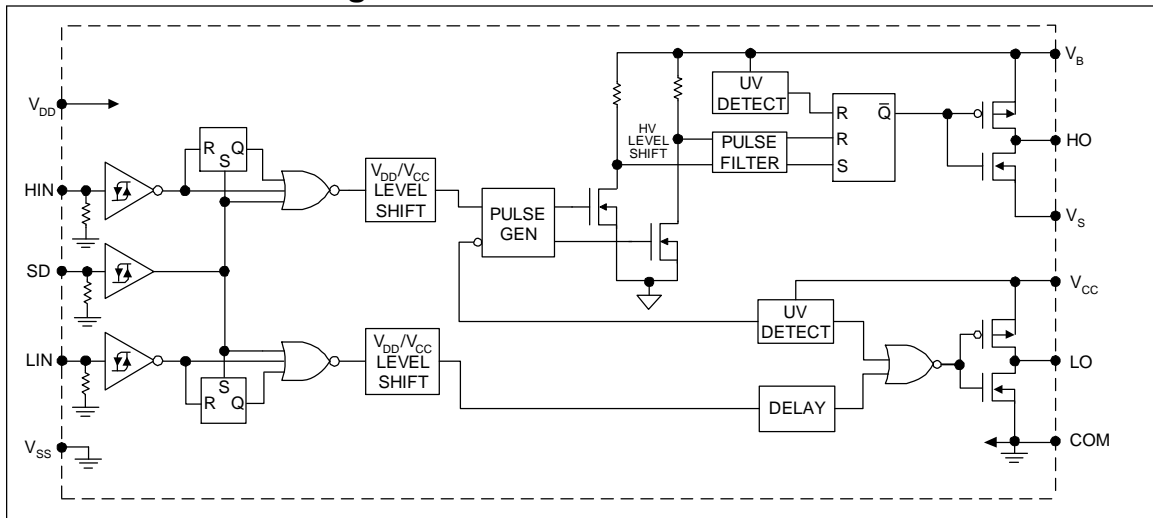 V_B
UV
DETECT
V_DD
R
Q̅
R
Q
S
HV
LEVEL
SHIFT
PULSE
FILTER
R
S
HO
HIN
V_DD/V_CC
LEVEL
SHIFT
PULSE
GEN
V_S
SD
V_CC
UV
DETECT
LIN
V_DD/V_CC
LEVEL
SHIFT
LO
S
R
Q
DELAY
V_SS
COM